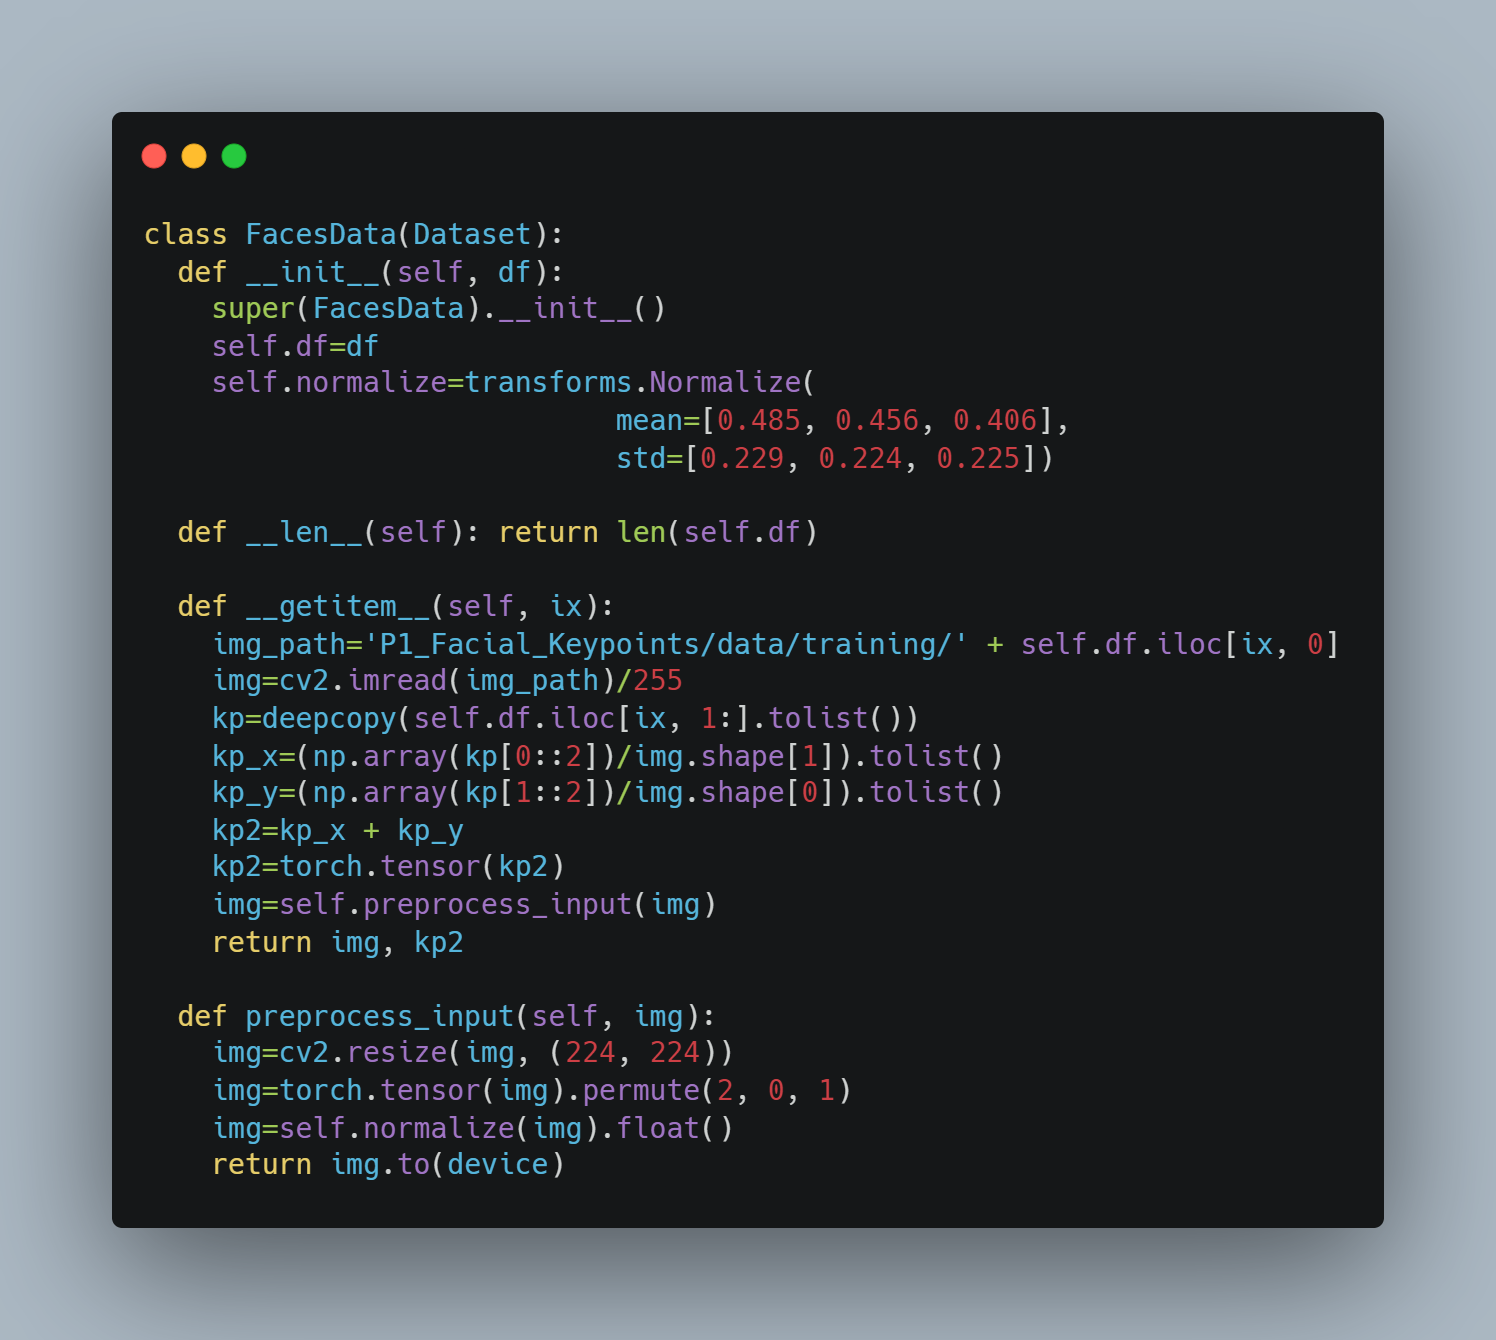 class FacesData(Dataset):
  def __init__(self, df):
    super(FacesData).__init__()
    self.df=df
    self.normalize=transforms.Normalize(
                            mean=[0.485, 0.456, 0.406],
                            std=[0.229, 0.224, 0.225])

  def __len__(self): return len(self.df)

  def __getitem__(self, ix):
    img_path='P1_Facial_Keypoints/data/training/' + self.df.iloc[ix, 0]
    img=cv2.imread(img_path)/255
    kp=deepcopy(self.df.iloc[ix, 1:].tolist())
    kp_x=(np.array(kp[0::2])/img.shape[1]).tolist()
    kp_y=(np.array(kp[1::2])/img.shape[0]).tolist()
    kp2=kp_x + kp_y
    kp2=torch.tensor(kp2)
    img=self.preprocess_input(img)
    return img, kp2

  def preprocess_input(self, img):
    img=cv2.resize(img, (224, 224))
    img=torch.tensor(img).permute(2, 0, 1)
    img=self.normalize(img).float()
    return img.to(device)